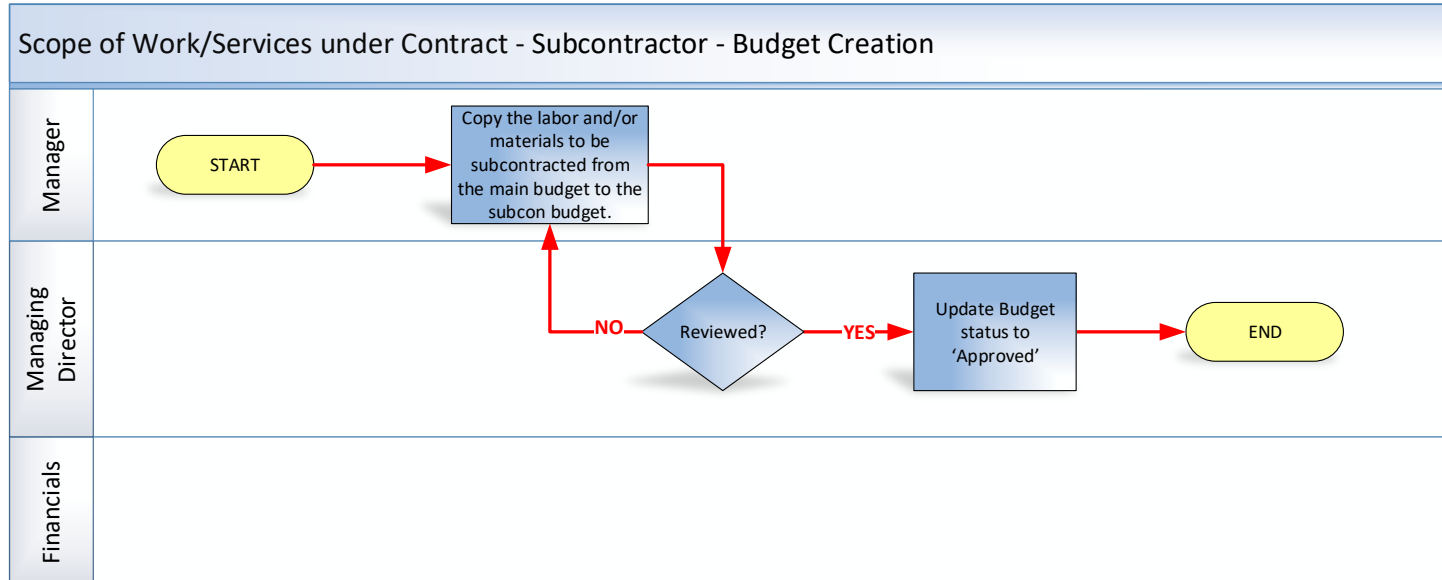 Scope of Work/Services under Contract - Subcontractor - Budget Creation
Manager
START
Copy the labor and/or
materials to be
subcontracted from
the main budget to the
subcon budget.
Managing
Director
NO
Reviewed?
YES
Update Budget
status to
‘Approved’
END
Financials